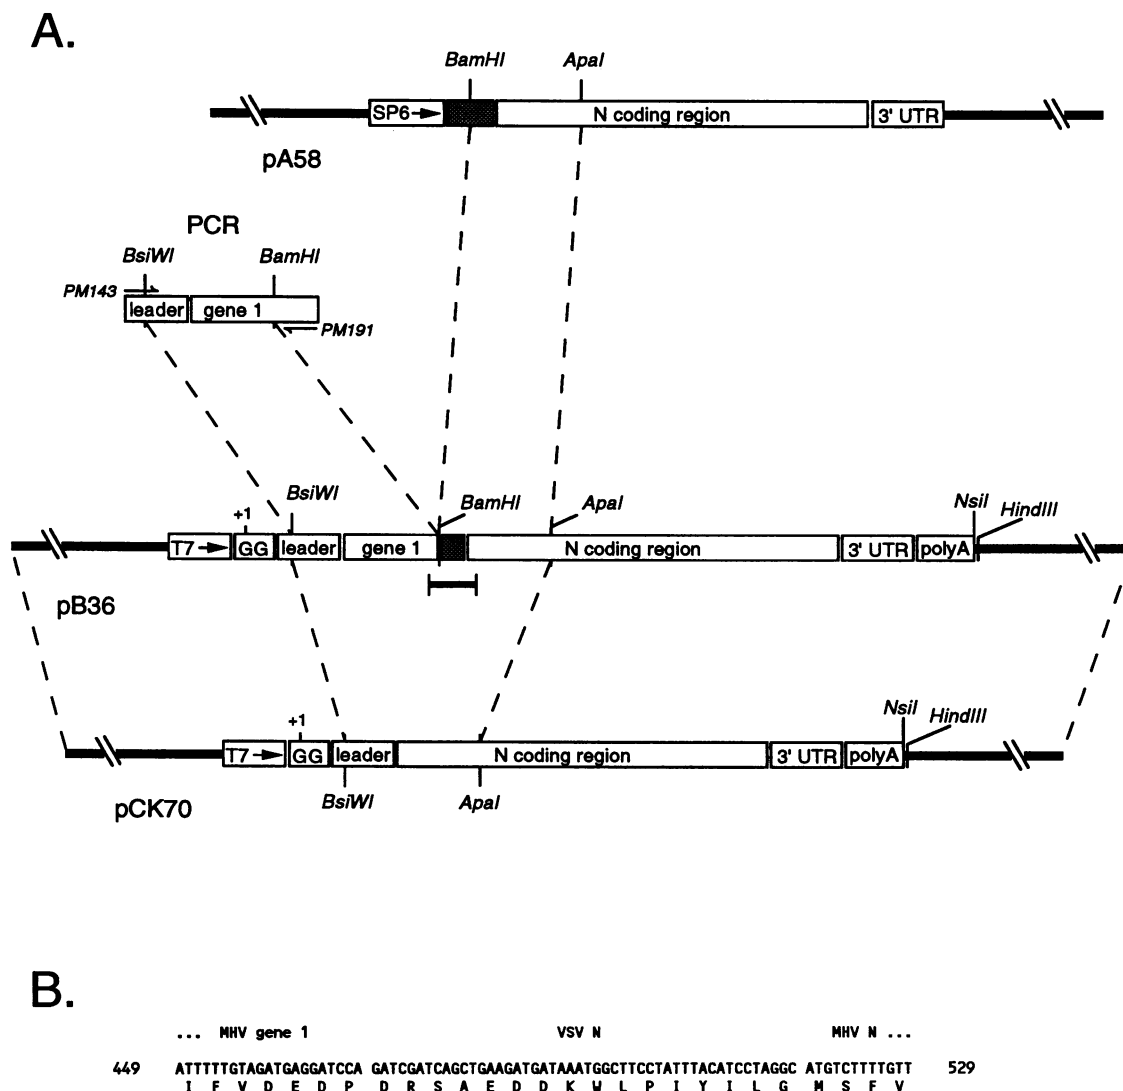 A.
BamHI ApaI
SP6 N coding region 3' UTR
pA58
PCR
BsiWI BamHI
PM143
leader gene 1
PM191
BsiWI BamHI ApaI NsiI HindIII
+1
T7 GG leader gene 1 N coding region 3' UTR polyA
pB36
+1 NsiI HindIII
T7 GG leader N coding region 3' UTR polyA
BsiWI ApaI
pCK70
B.
... MHV gene 1 VSV N MHV N ...
449 ATTTTTGTAGATGAGGATCCA GATCGATCAGCTGAAGATGATAAATGGCTTCCTATTTACATCCTAGGC ATGTCTTTTGTT 529
I F V D E D P D R S A E D D K W L P I Y I L G M S F V